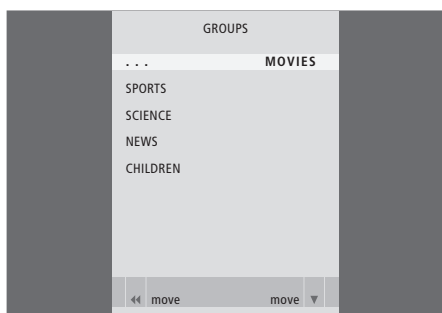 GROUPS
. . . MOVIES
SPORTS
SCIENCE
NEWS
CHILDREN
move move